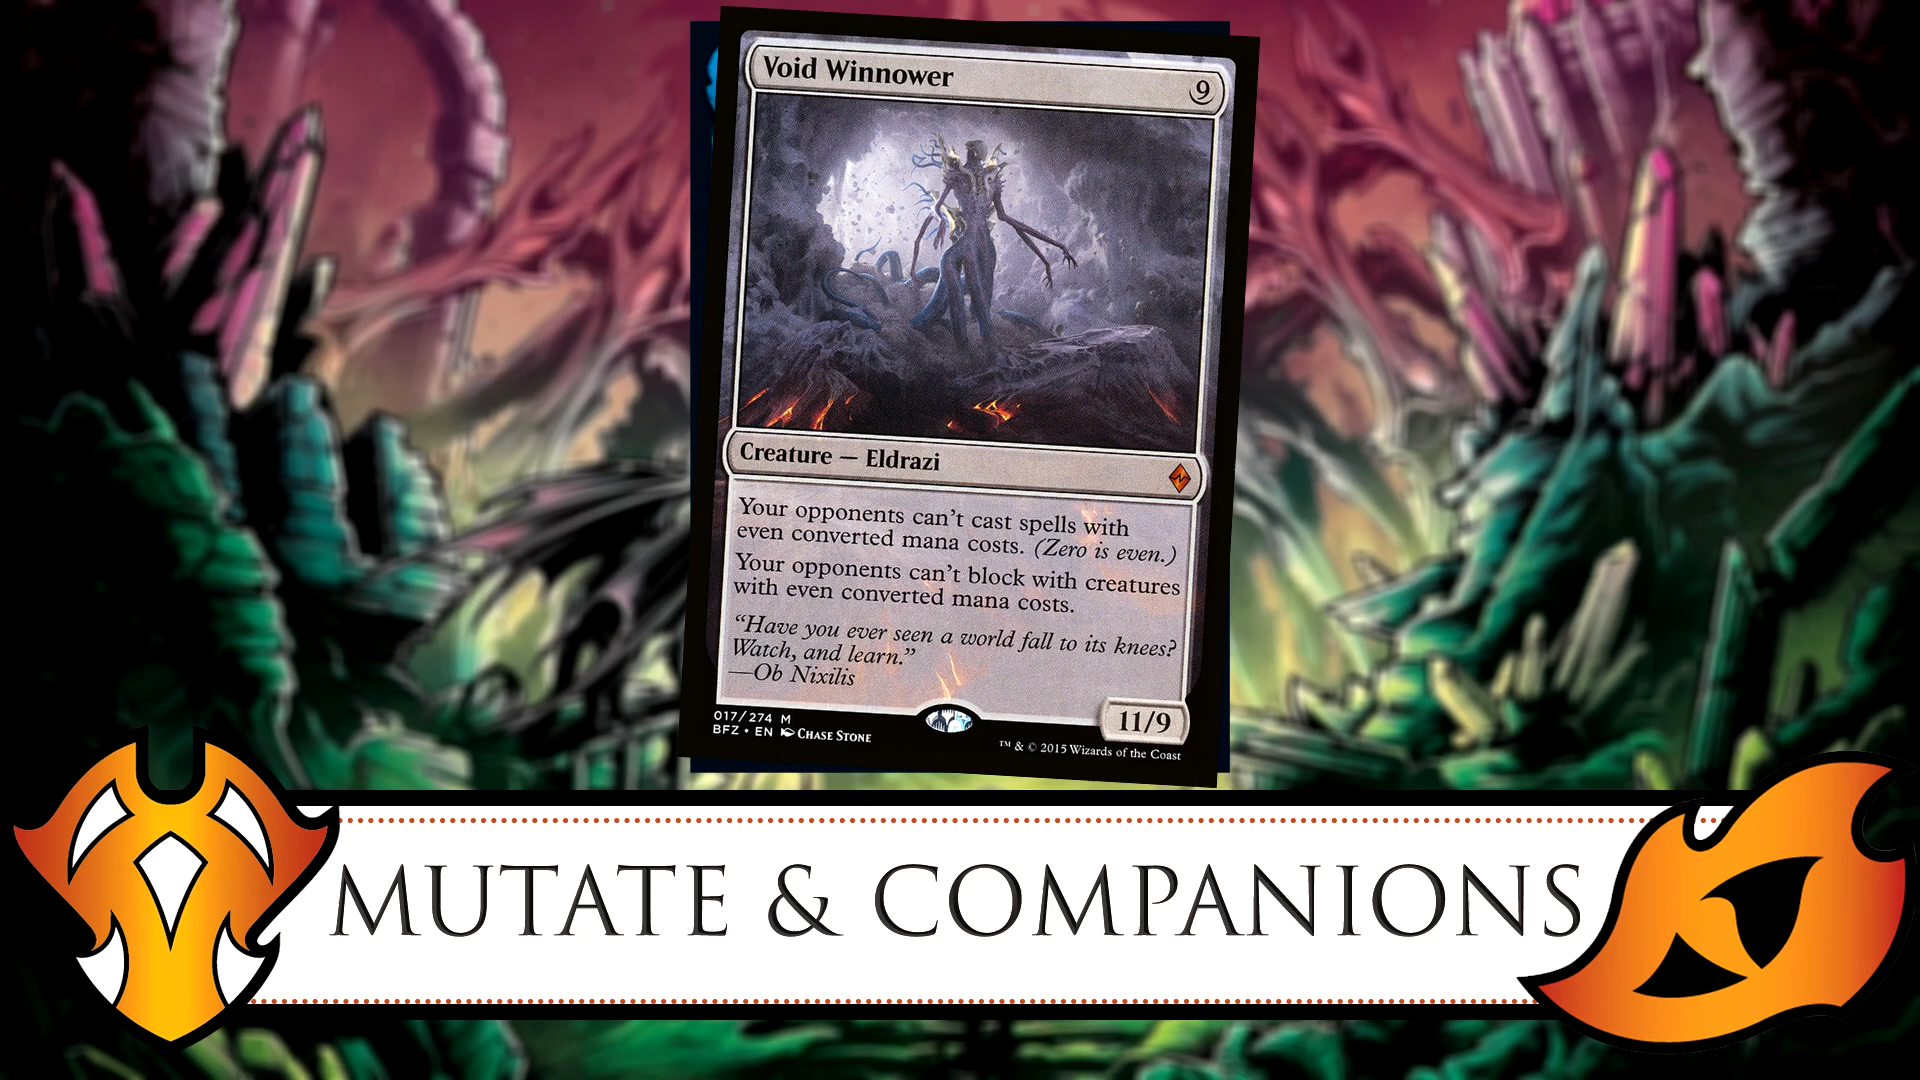 Void Winnower
9
Creature — Eldrazi
Your opponents can't cast spells with
even converted mana costs. (Zero is even.)
Your opponents can't block with creatures
with even converted mana costs.
“Have you ever seen a world fall to its knees?
Watch, and learn.”
—Ob Nixilis
11/9
017/274 M
BFZ • EN CHASE STONE
™ & © 2015 Wizards of the Coast
MUTATE & COMPANIONS